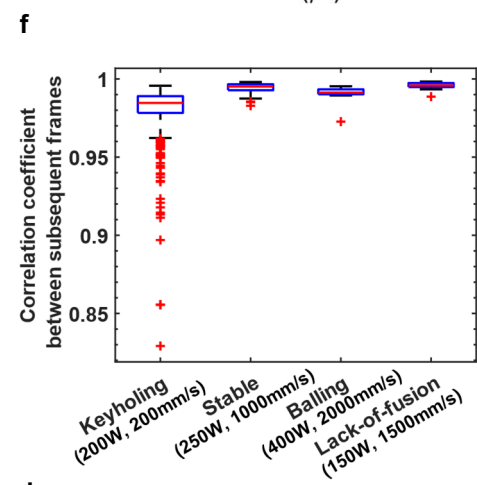 f
Correlation coefficient
between subsequent frames
1
0.95
0.9
0.85
Keyholing
(200W, 200mm/s)
Stable
(250W, 1000mm/s)
Balling
(400W, 2000mm/s)
Lack-of-fusion
(150W, 1500mm/s)